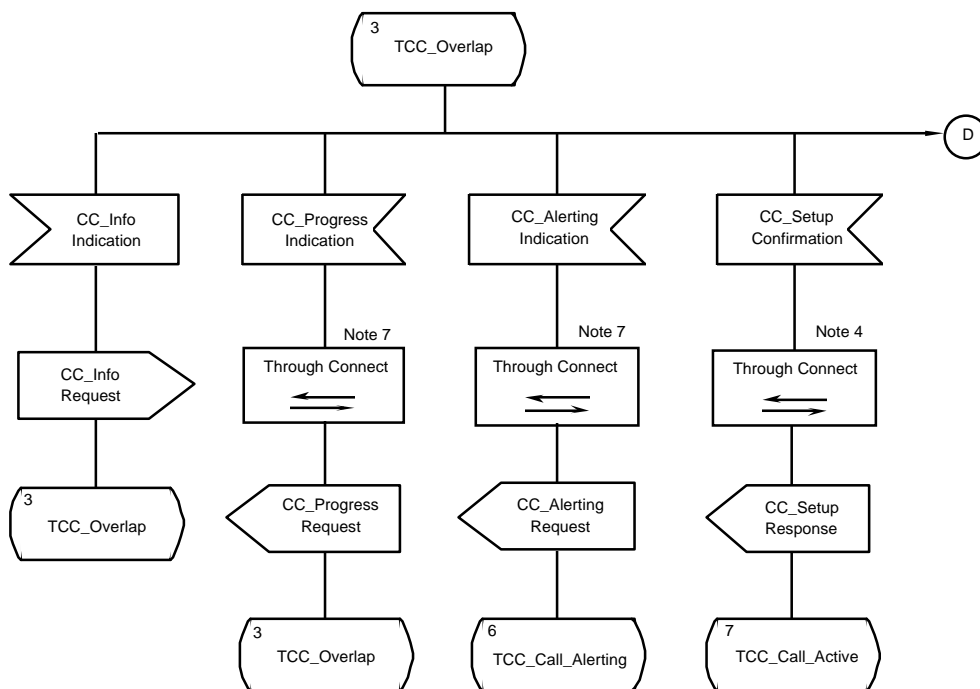 3
TCC_Overlap
D
CC_Info
Indication
CC_Progress
Indication
CC_Alerting
Indication
CC_Setup
Confirmation
Note 7
Note 7
Note 4
CC_Info
Request
Through Connect
Through Connect
Through Connect
3
TCC_Overlap
CC_Progress
Request
CC_Alerting
Request
CC_Setup
Response
3
TCC_Overlap
6
TCC_Call_Alerting
7
TCC_Call_Active